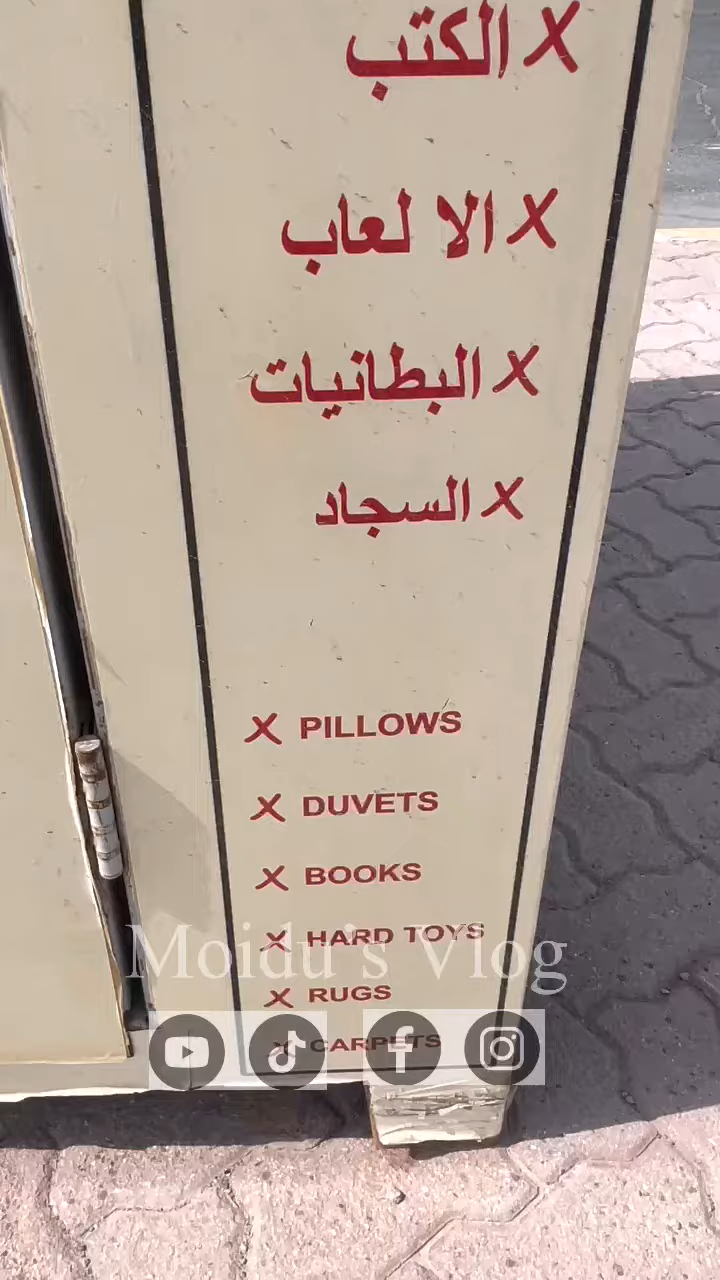 X الكتب
X الا لعاب
X البطانيات
X السجاد
X PILLOWS
X DUVETS
X BOOKS
X HARD TOYS
Moidu's Vlog
X RUGS
X CARPETS